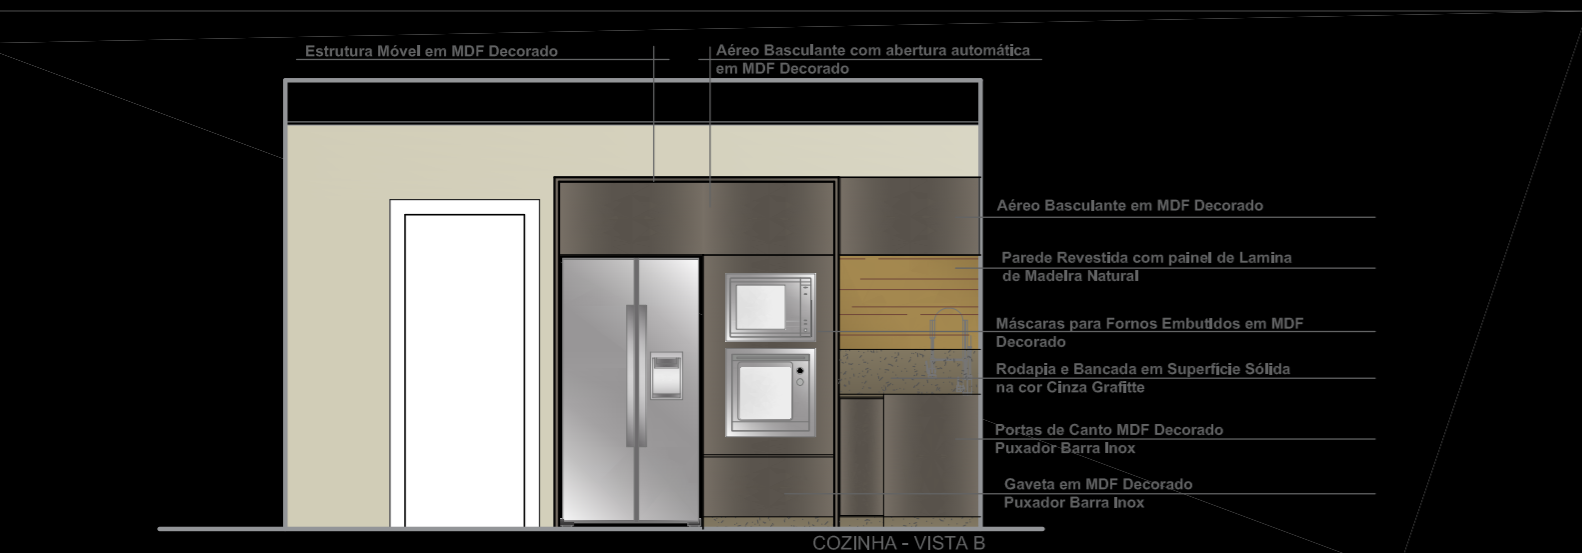 Estrutura Móvel em MDF Decorado
Aéreo Basculante com abertura automática
em MDF Decorado
Aéreo Basculante em MDF Decorado
Parede Revestida com painel de Lamina
de Madeira Natural
Máscaras para Fornos Embutidos em MDF
Decorado
Rodapia e Bancada em Superfície Sólida
na cor Cinza Grafitte
Portas de Canto MDF Decorado
Puxador Barra Inox
Gaveta em MDF Decorado
Puxador Barra Inox
COZINHA - VISTA B